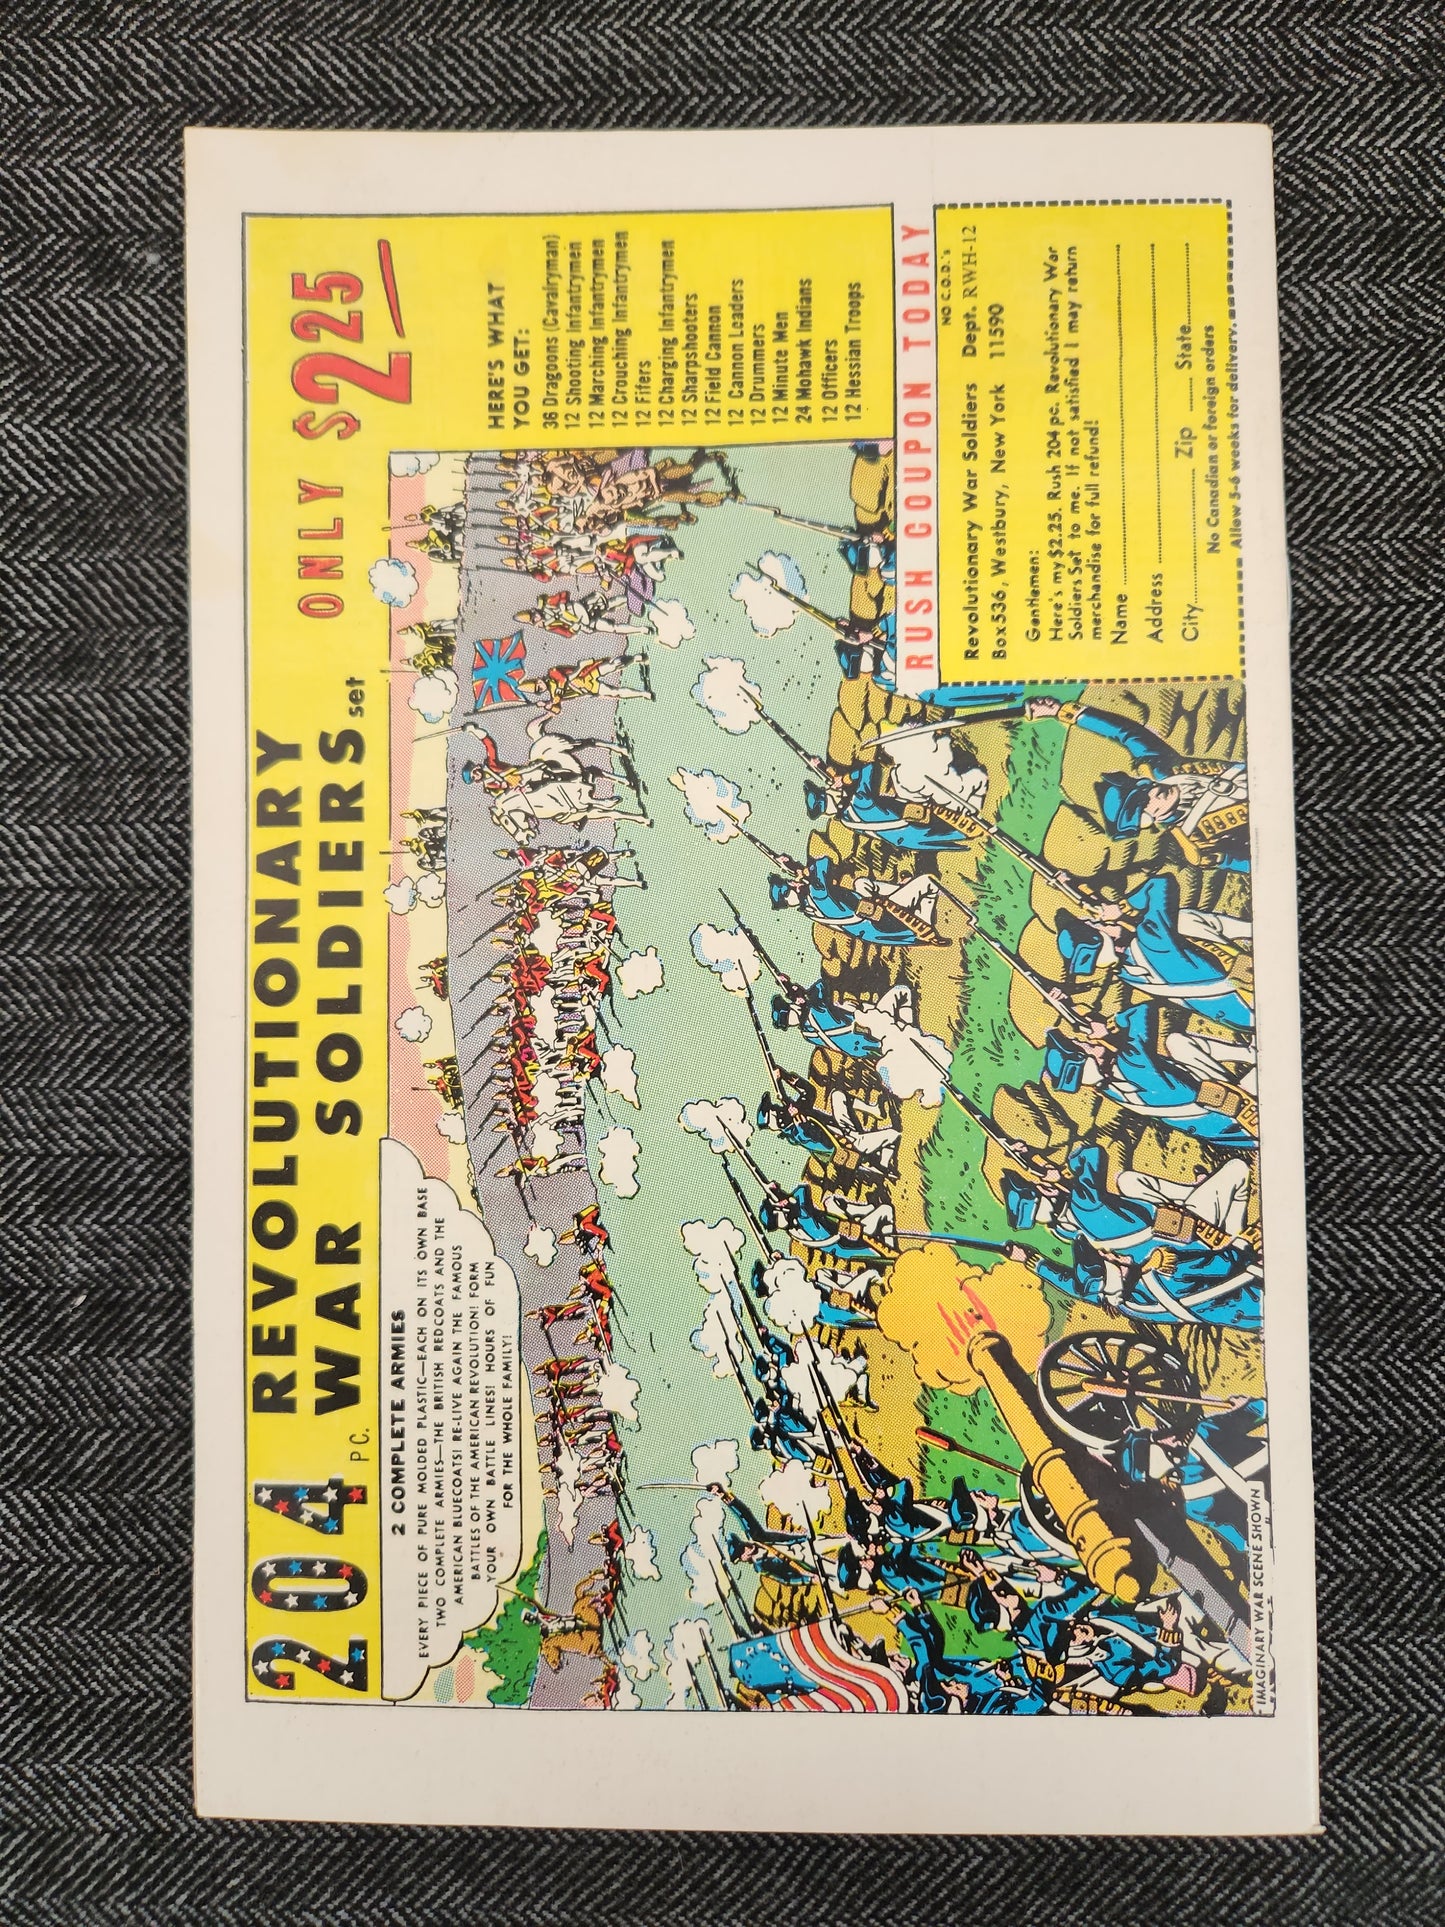 204 PC. REVOLUTIONARY
WAR SOLDIERS set
ONLY $2.25
2 COMPLETE ARMIES
EVERY PIECE OF PURE MOLDED PLASTIC—EACH ON ITS OWN BASE
TWO COMPLETE ARMIES—THE BRITISH REDCOATS AND THE
AMERICAN BLUECOATS! RE-LIVE AGAIN THE FAMOUS
BATTLES OF THE AMERICAN REVOLUTION! FORM
YOUR OWN BATTLE LINES! HOURS OF FUN
FOR THE WHOLE FAMILY!
HERE'S WHAT
YOU GET:
36 Dragoons (Cavalryman)
12 Shooting Infantrymen
12 Marching Infantrymen
12 Crouching Infantrymen
12 Fifers
12 Charging Infantrymen
12 Sharpshooters
12 Field Cannon
12 Cannon Leaders
12 Drummers
12 Minute Men
24 Mohawk Indians
12 Officers
12 Hessian Troops
RUSH COUPON TODAY
NO C.O.D.'s
Revolutionary War Soldiers Dept. RWH-12
Box 536, Westbury, New York 11590
Gentlemen:
Here's my $2.25. Rush 204 pc. Revolutionary War
Soldiers Set to me. If not satisfied I may return
merchandise for full refund!
Name
Address
City Zip State
No Canadian or foreign orders
Allow 5-6 weeks for delivery.
IMAGINARY WAR SCENE SHOWN